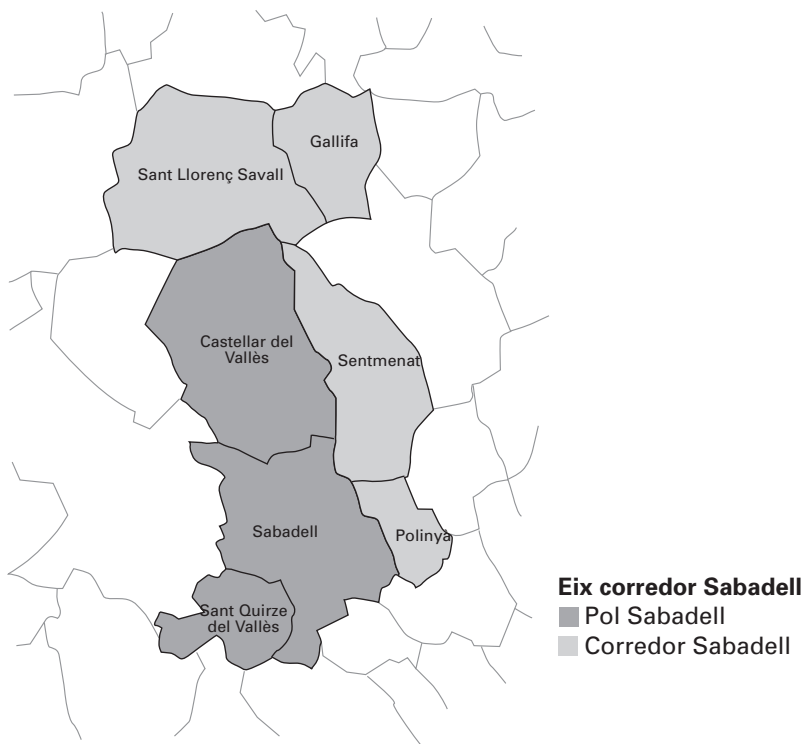 Gallifa
Sant Llorenç Savall
Castellar del
Vallès
Sentmenat
Sabadell
Polinyà
Sant Quirze
del Vallès
Eix corredor Sabadell
Pol Sabadell
Corredor Sabadell